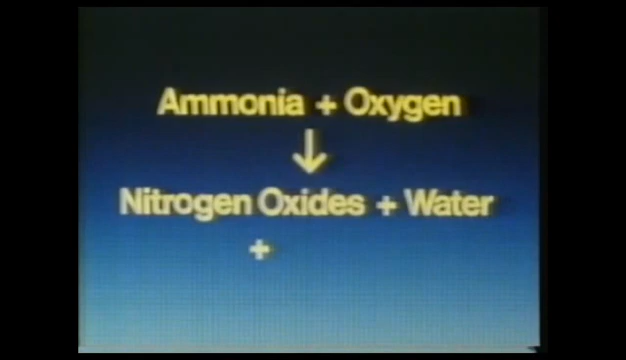 Ammonia + Oxygen
↓
Nitrogen Oxides + Water
+